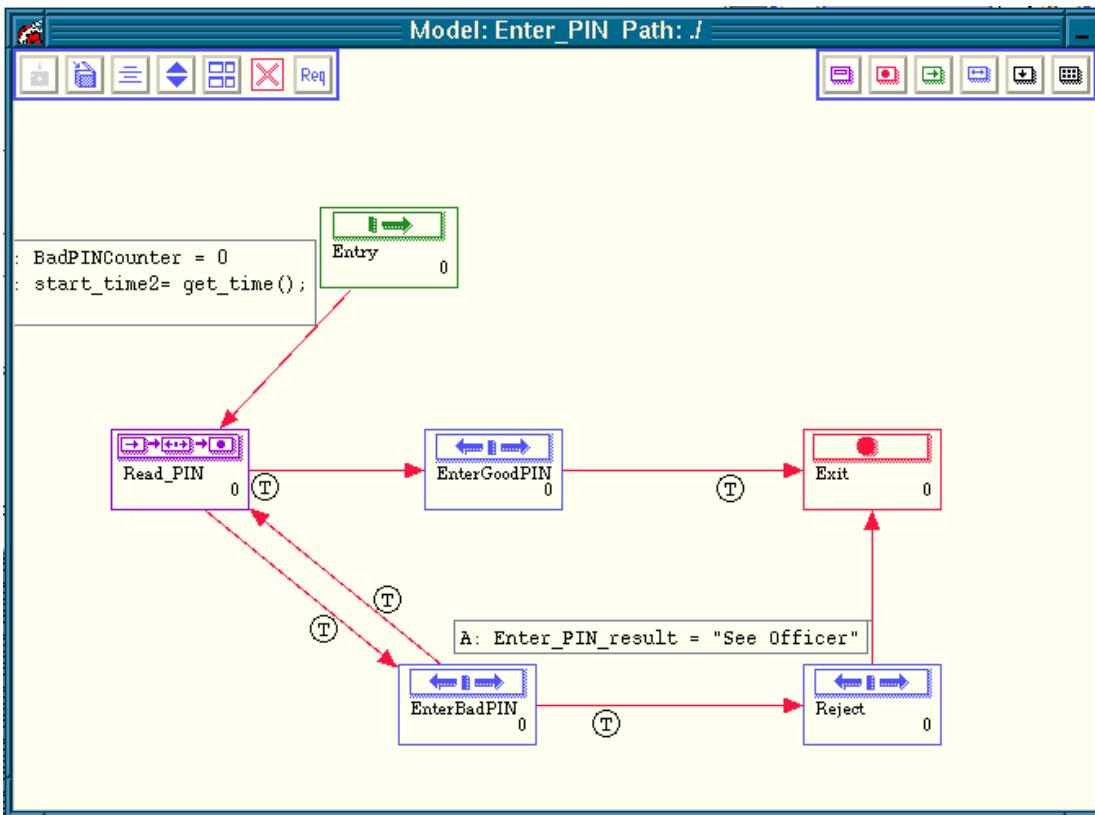 Model: Enter_PIN Path: ./
Req
Entry
0
: BadPINCounter = 0
: start_time2= get_time();
Read_PIN
0
T
EnterGoodPIN
0
T
Exit
0
T
T
A: Enter_PIN_result = "See Officer"
EnterBadPIN
0
T
Reject
0